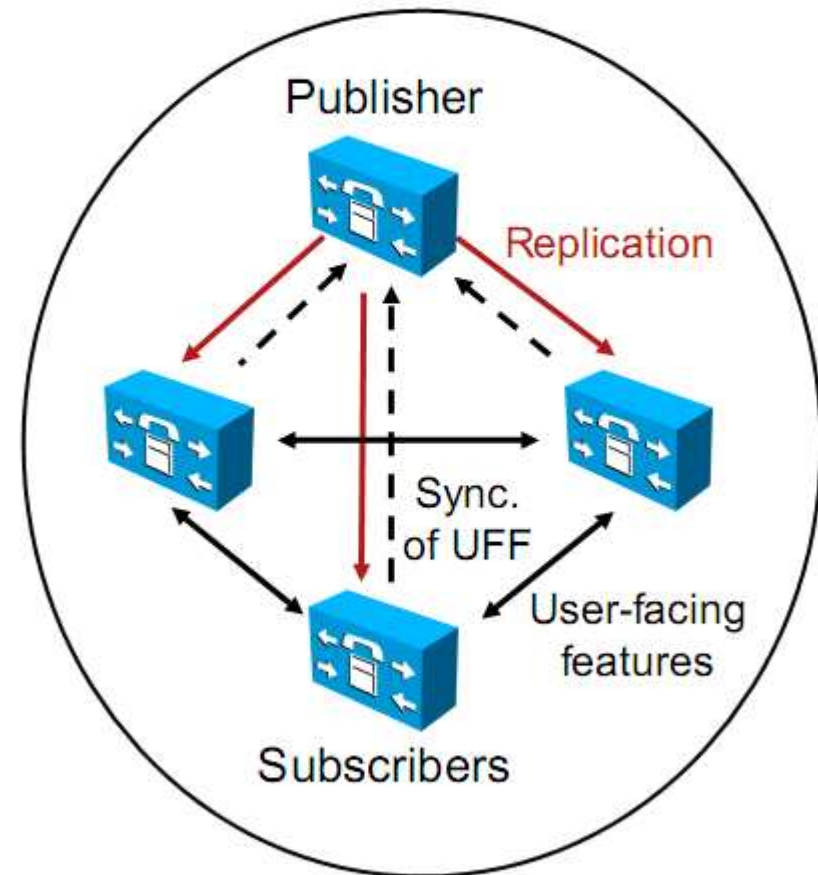 Publisher
Replication
Sync.
of UFF
User-facing
features
Subscribers